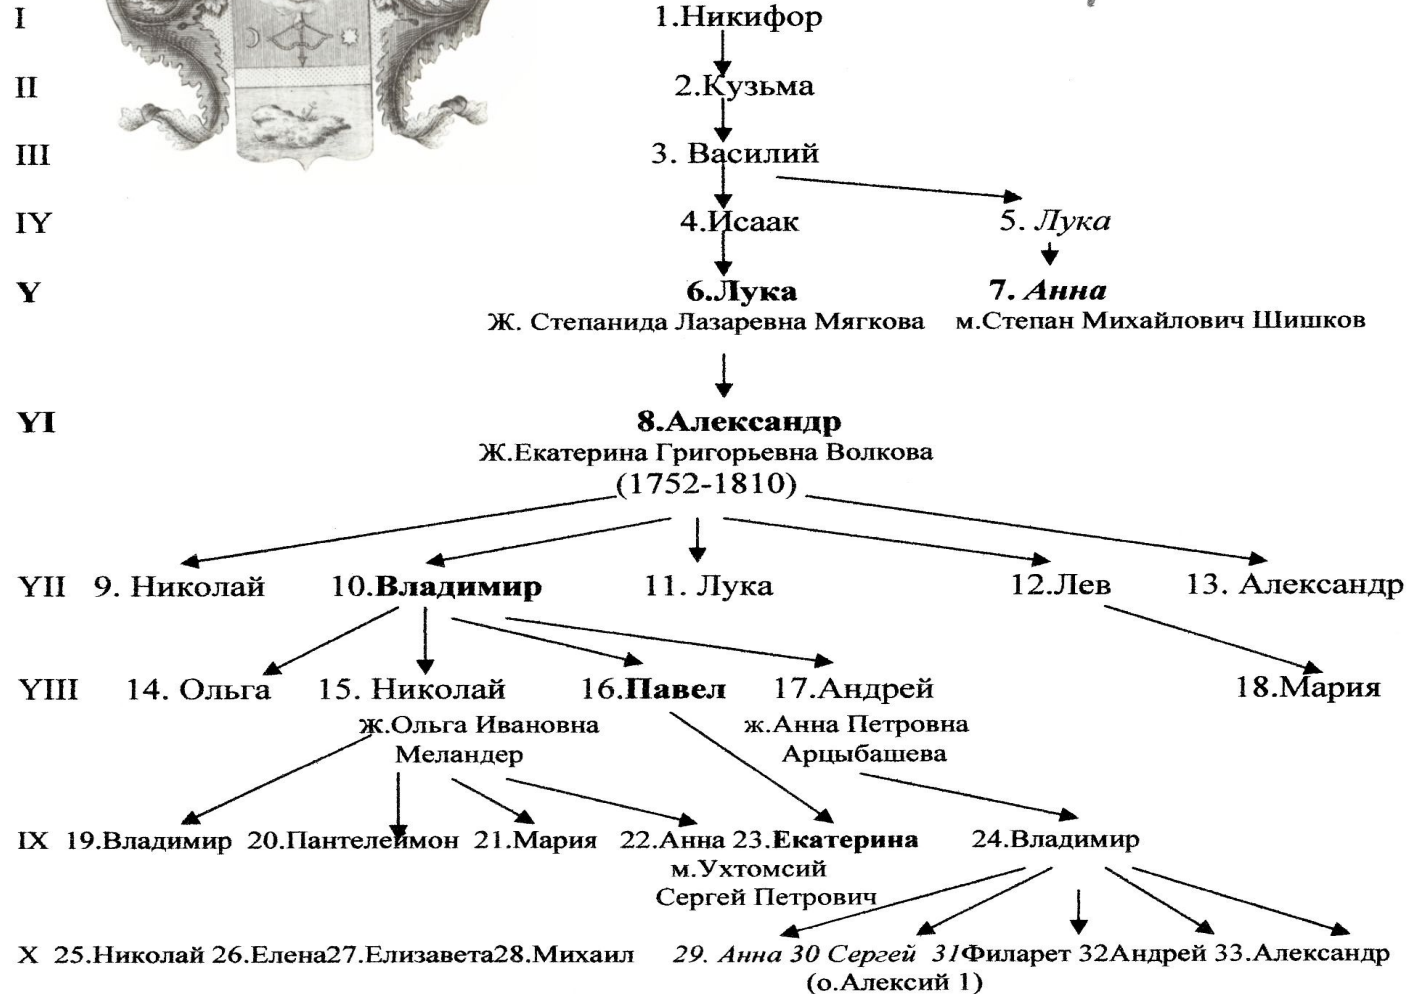 I 1.Никифор
II 2.Кузьма
III 3. Василий
IY 4.Исаак 5. Лука
Y 6.Лука 7. Анна
Ж. Степанида Лазаревна Мягкова м.Степан Михайлович Шишков
YI 8.Александр
Ж.Екатерина Григорьевна Волкова
(1752-1810)
YII 9. Николай 10.Владимир 11. Лука 12.Лев 13. Александр
YIII 14. Ольга 15. Николай 16.Павел 17.Андрей 18.Мария
ж.Ольга Ивановна ж.Анна Петровна
Меландер Арцыбашева
IX 19.Владимир 20.Пантелеймон 21.Мария 22.Анна 23.Екатерина 24.Владимир
м.Ухтомсий
Сергей Петрович
X 25.Николай 26.Елена27.Елизавета28.Михаил 29. Анна 30 Сергей 31Филарет 32Андрей 33.Александр
(о.Алексий 1)